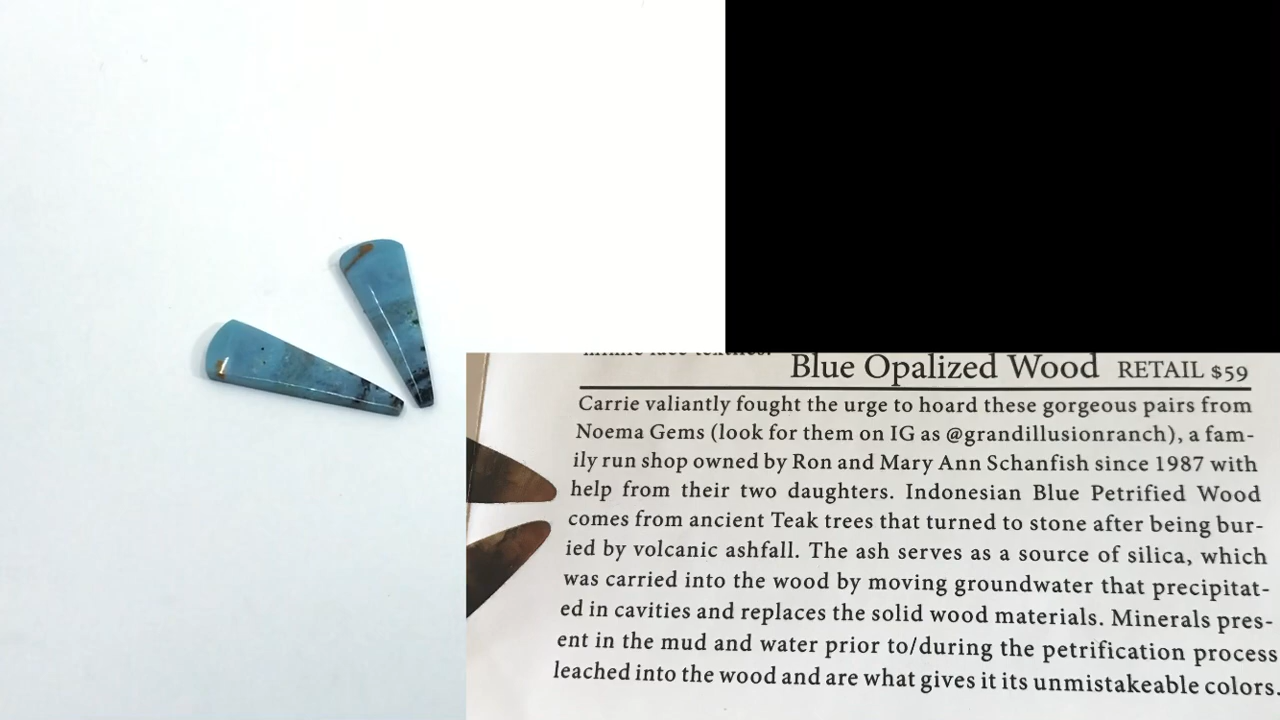 Blue Opalized Wood RETAIL $59
Carrie valiantly fought the urge to hoard these gorgeous pairs from
Noema Gems (look for them on IG as @grandillusionranch), a fam-
ily run shop owned by Ron and Mary Ann Schanfish since 1987 with
help from their two daughters. Indonesian Blue Petrified Wood
comes from ancient Teak trees that turned to stone after being bur-
ied by volcanic ashfall. The ash serves as a source of silica, which
was carried into the wood by moving groundwater that precipitat-
ed in cavities and replaces the solid wood materials. Minerals pres-
ent in the mud and water prior to/during the petrification process
leached into the wood and are what gives it its unmistakeable colors.